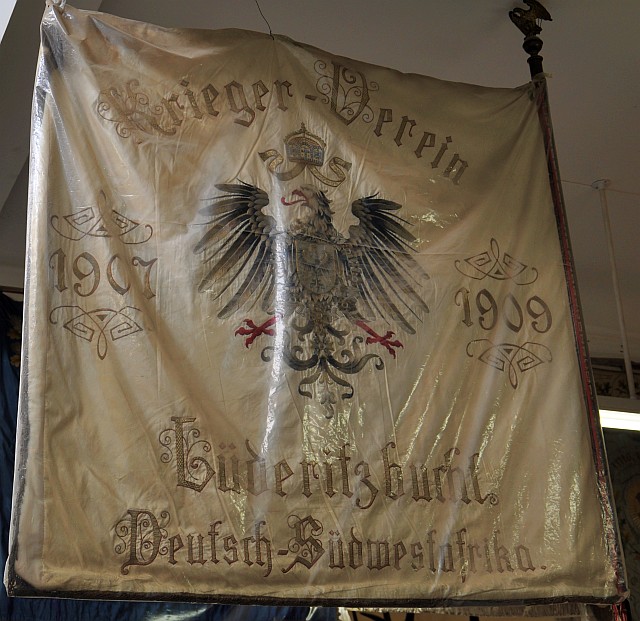 Krieger-Verein
1907
1909
Lüderitzbucht.
Deutsch-Südwestafrika.